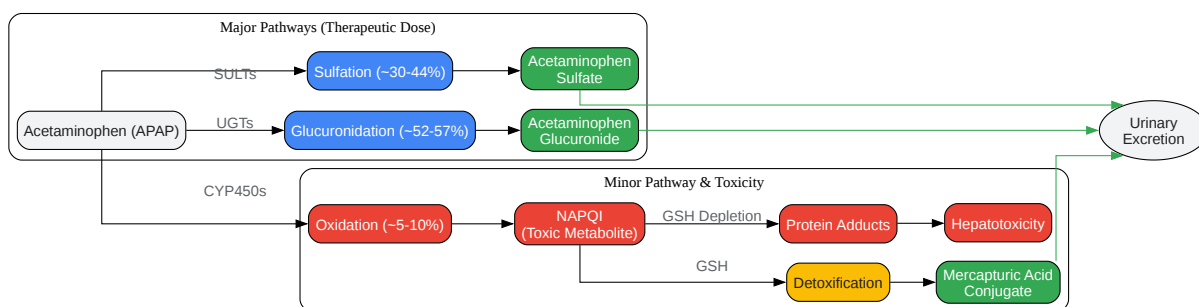 Major Pathways (Therapeutic Dose)
SULTs
Sulfation (~30-44%)
Acetaminophen
Sulfate
Acetaminophen (APAP)
UGTs
Glucuronidation (~52-57%)
Acetaminophen
Glucuronide
Urinary
Excretion
CYP450s
Minor Pathway & Toxicity
Oxidation (~5-10%)
NAPQI
(Toxic Metabolite)
GSH Depletion
Protein Adducts
Hepatotoxicity
GSH
Detoxification
Mercapturic Acid
Conjugate